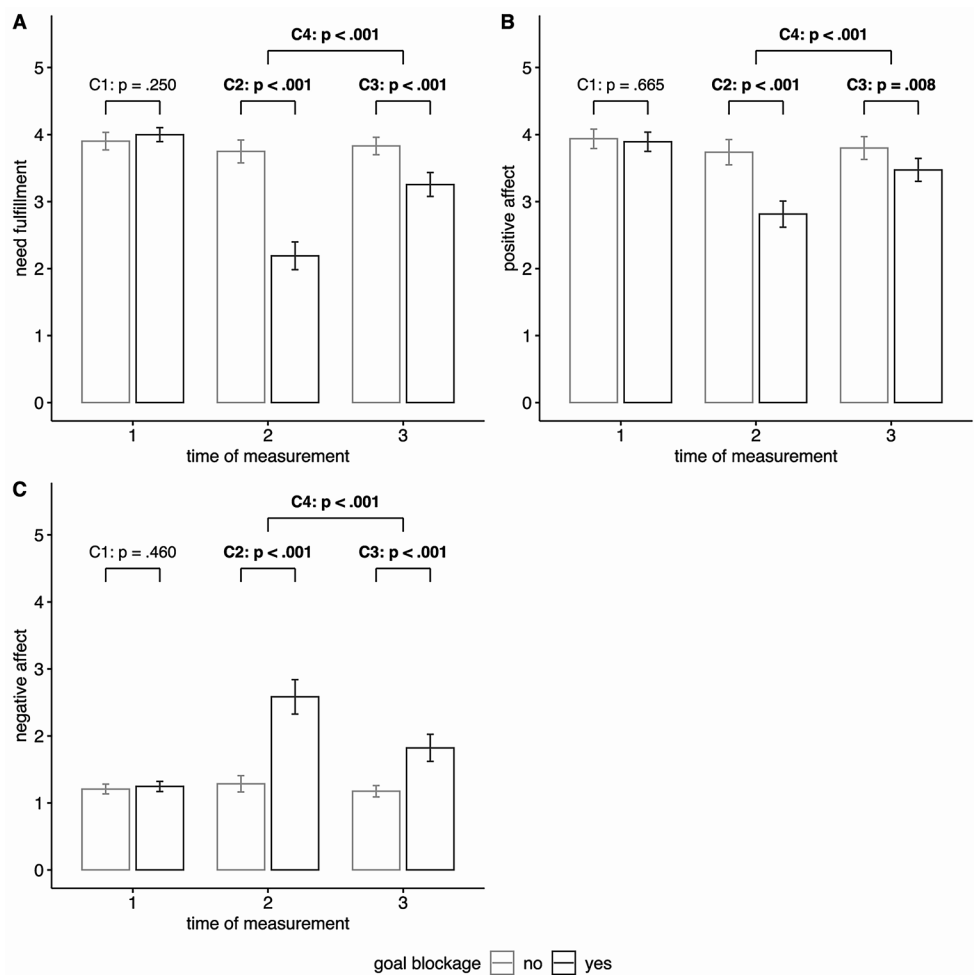 A
C4: p < .001
C1: p = .250 C2: p < .001 C3: p < .001
5
4
3
2
1
0
need fulfillment
1 2 3
time of measurement
B
C4: p < .001
C1: p = .665 C2: p < .001 C3: p = .008
5
4
3
2
1
0
positive affect
1 2 3
time of measurement
C
C4: p < .001
C1: p = .460 C2: p < .001 C3: p < .001
5
4
3
2
1
0
negative affect
1 2 3
time of measurement
goal blockage no yes